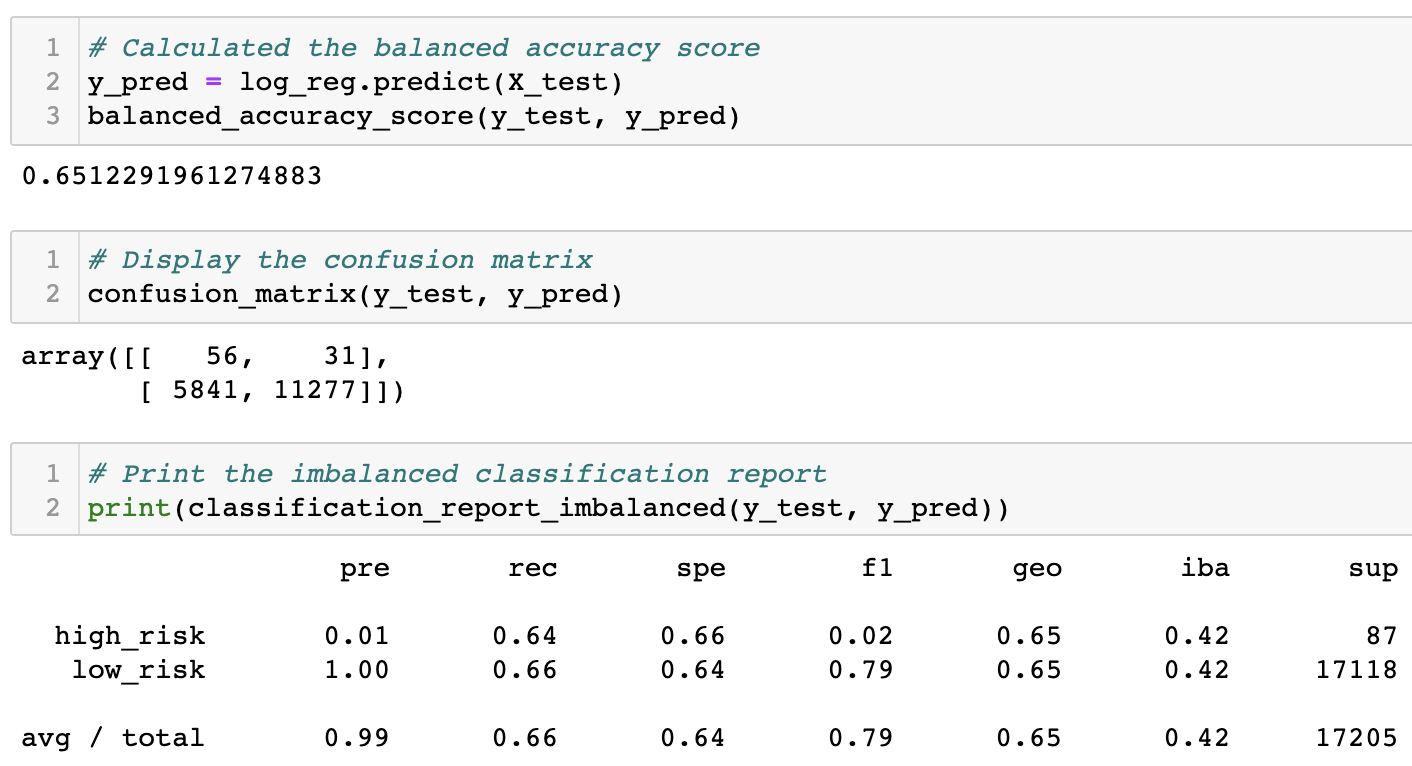 1 # Calculated the balanced accuracy score
2 y_pred = log_reg.predict(X_test)
3 balanced_accuracy_score(y_test, y_pred)
0.6512291961274883
1 # Display the confusion matrix
2 confusion_matrix(y_test, y_pred)
array([[   56,    31],
       [ 5841, 11277]])
1 # Print the imbalanced classification report
2 print(classification_report_imbalanced(y_test, y_pred))
                   pre       rec       spe        f1       geo       iba       sup
  high_risk       0.01      0.64      0.66      0.02      0.65      0.42        87
   low_risk       1.00      0.66      0.64      0.79      0.65      0.42     17118
avg / total       0.99      0.66      0.64      0.79      0.65      0.42     17205